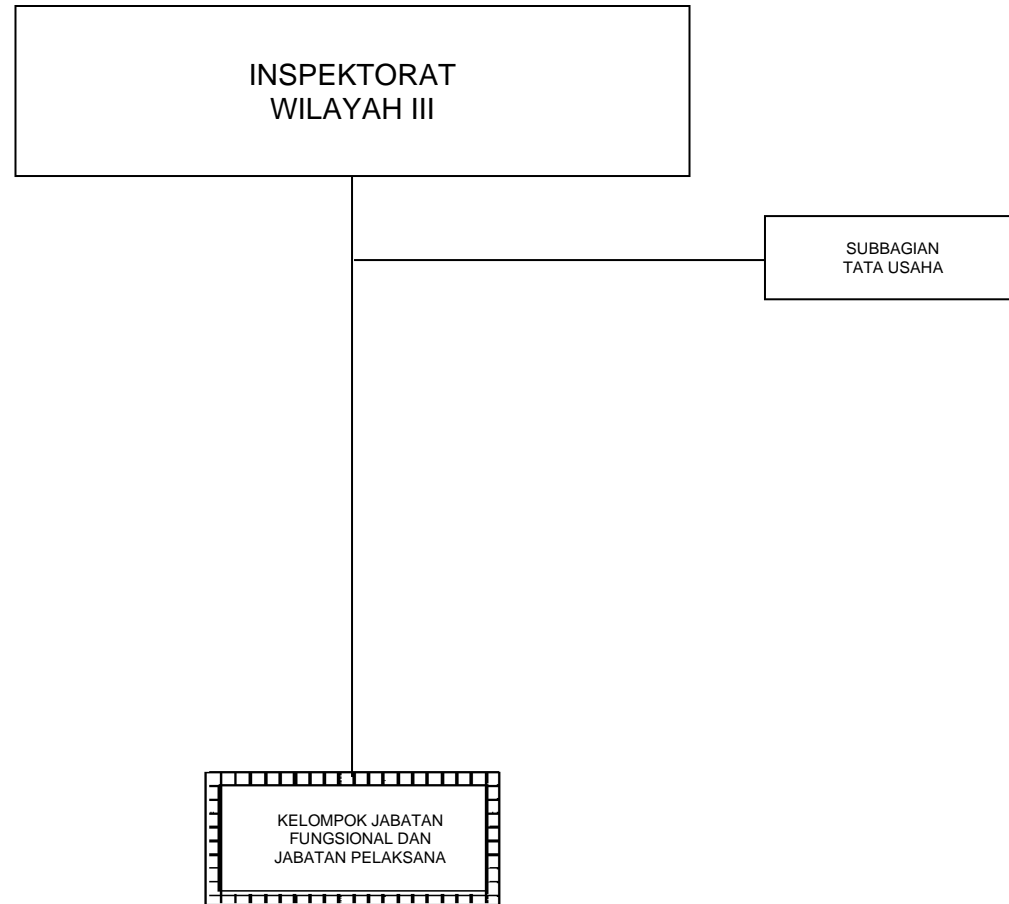 INSPEKTORAT
WILAYAH III
SUBBAGIAN
TATA USAHA
KELOMPOK JABATAN
FUNGSIONAL DAN
JABATAN PELAKSANA